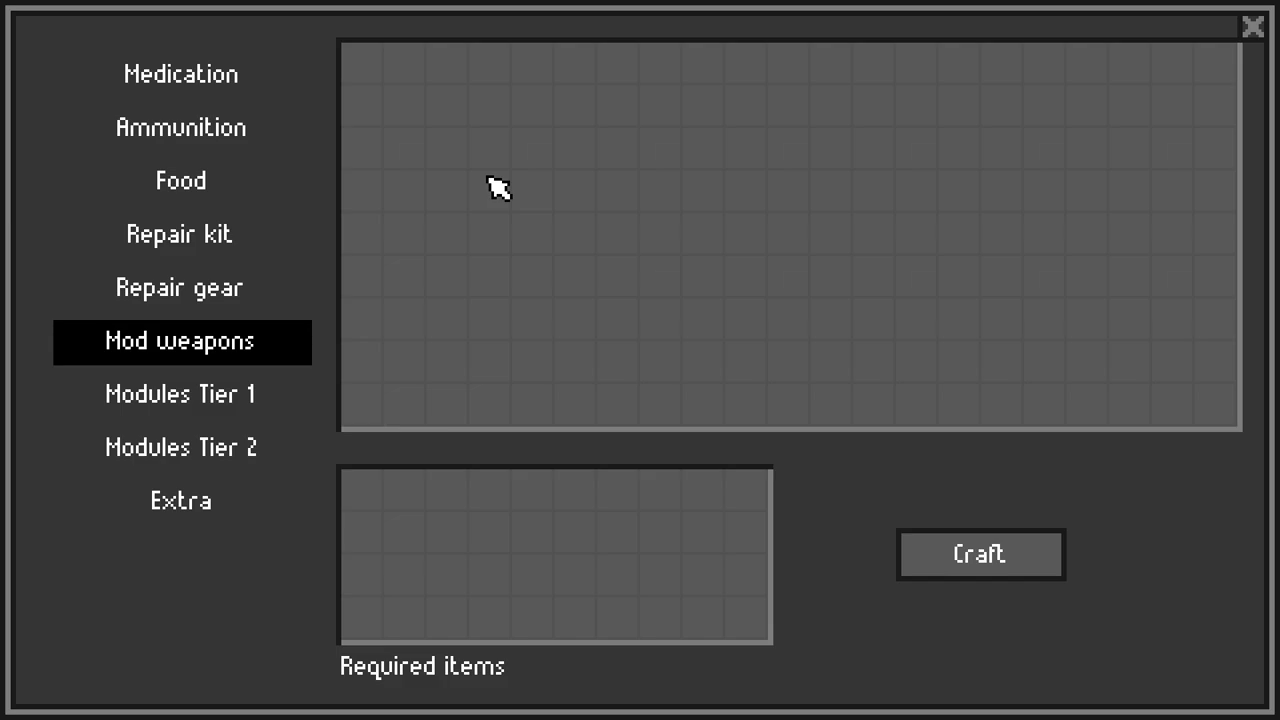 Medication
Ammunition
Food
Repair kit
Repair gear
Mod weapons
Modules Tier 1
Modules Tier 2
Extra
Craft
Required items